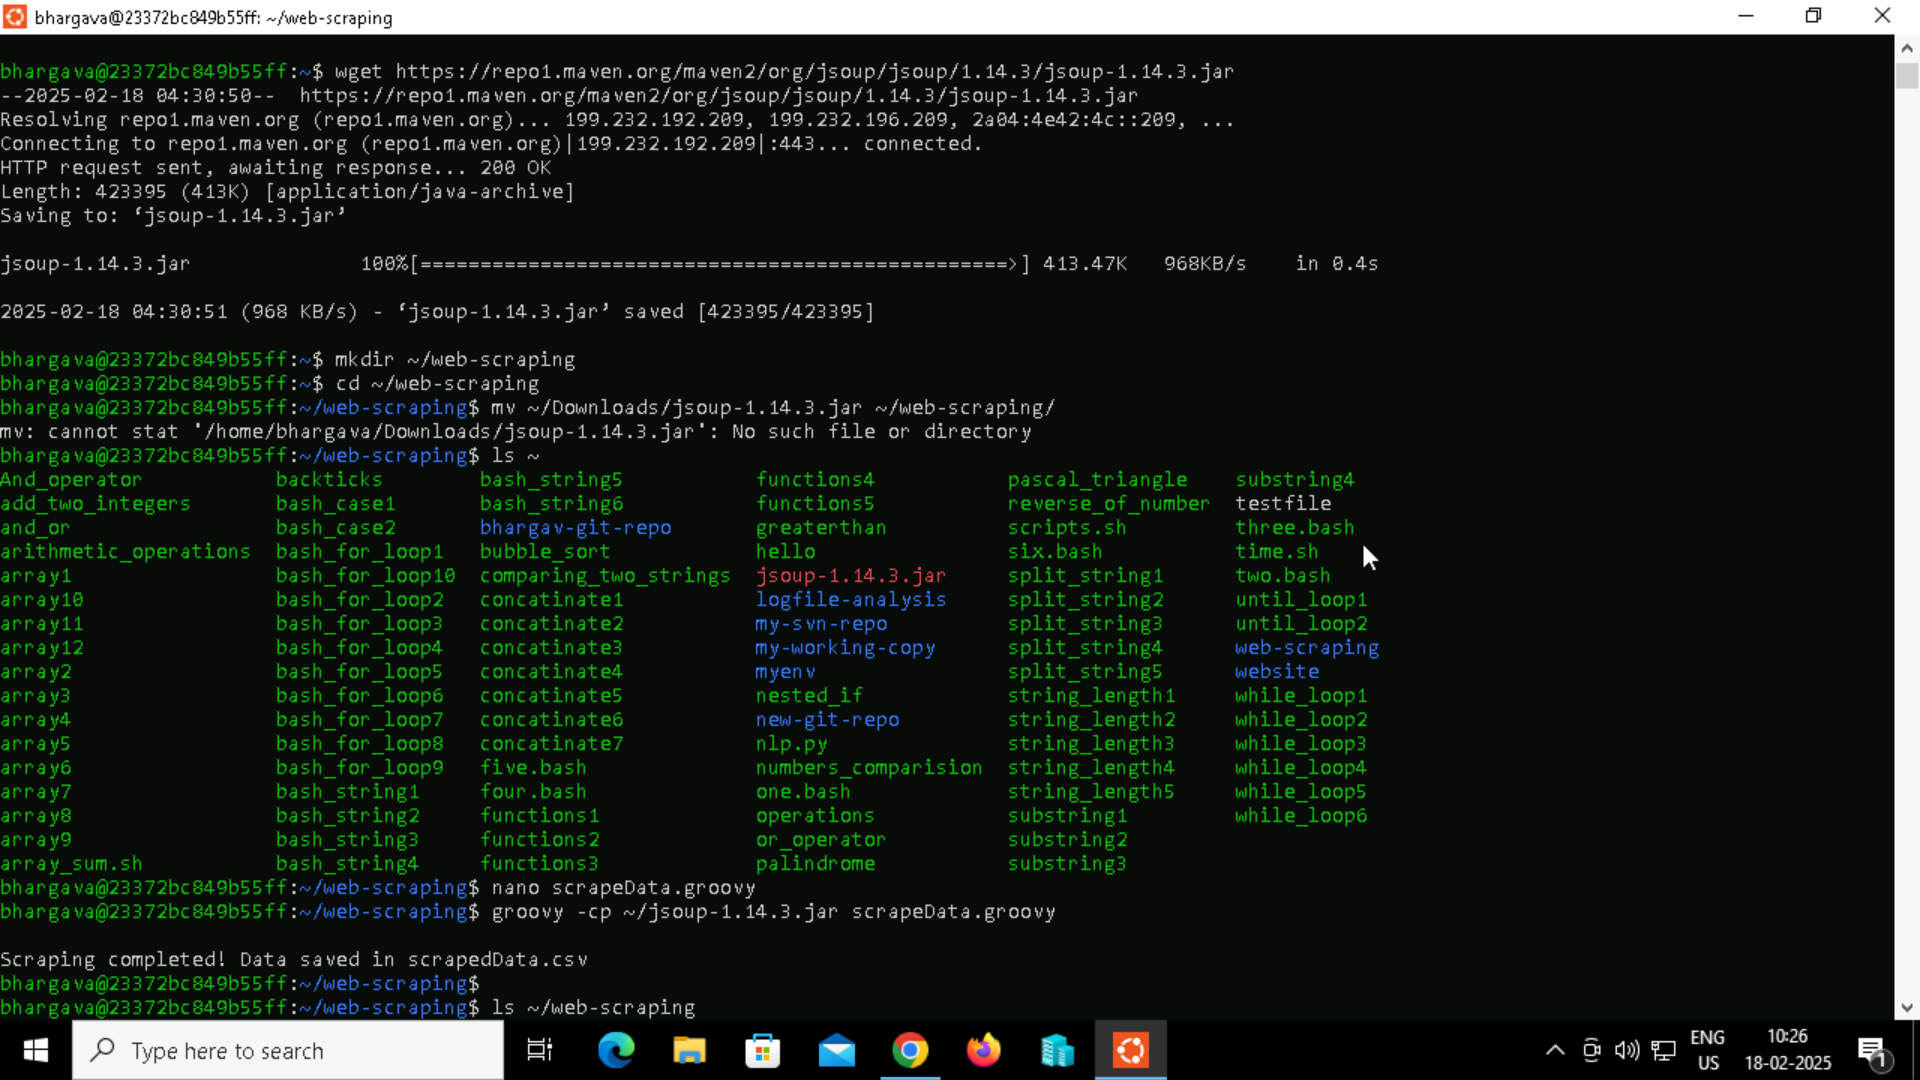 bhargava@23372bc849b55ff: ~/web-scraping
bhargava@23372bc849b55ff:~$ wget https://repo1.maven.org/maven2/org/jsoup/jsoup/1.14.3/jsoup-1.14.3.jar
--2025-02-18 04:30:50--  https://repo1.maven.org/maven2/org/jsoup/jsoup/1.14.3/jsoup-1.14.3.jar
Resolving repo1.maven.org (repo1.maven.org)... 199.232.192.209, 199.232.196.209, 2a04:4e42:4c::209, ...
Connecting to repo1.maven.org (repo1.maven.org)|199.232.192.209|:443... connected.
HTTP request sent, awaiting response... 200 OK
Length: 423395 (413K) [application/java-archive]
Saving to: ‘jsoup-1.14.3.jar’
jsoup-1.14.3.jar 100%[=================================================>] 413.47K 968KB/s in 0.4s
2025-02-18 04:30:51 (968 KB/s) - ‘jsoup-1.14.3.jar’ saved [423395/423395]
bhargava@23372bc849b55ff:~$ mkdir ~/web-scraping
bhargava@23372bc849b55ff:~$ cd ~/web-scraping
bhargava@23372bc849b55ff:~/web-scraping$ mv ~/Downloads/jsoup-1.14.3.jar ~/web-scraping/
mv: cannot stat '/home/bhargava/Downloads/jsoup-1.14.3.jar': No such file or directory
bhargava@23372bc849b55ff:~/web-scraping$ ls ~
And_operator backticks bash_string5 functions4 pascal_triangle substring4
add_two_integers bash_case1 bash_string6 functions5 reverse_of_number testfile
and_or bash_case2 bhargav-git-repo greaterthan scripts.sh three.bash
arithmetic_operations bash_for_loop1 bubble_sort hello six.bash time.sh
array1 bash_for_loop10 comparing_two_strings jsoup-1.14.3.jar split_string1 two.bash
array10 bash_for_loop2 concatinate1 logfile-analysis split_string2 until_loop1
array11 bash_for_loop3 concatinate2 my-svn-repo split_string3 until_loop2
array12 bash_for_loop4 concatinate3 my-working-copy split_string4 web-scraping
array2 bash_for_loop5 concatinate4 myenv split_string5 website
array3 bash_for_loop6 concatinate5 nested_if string_length1 while_loop1
array4 bash_for_loop7 concatinate6 new-git-repo string_length2 while_loop2
array5 bash_for_loop8 concatinate7 nlp.py string_length3 while_loop3
array6 bash_for_loop9 five.bash numbers_comparision string_length4 while_loop4
array7 bash_string1 four.bash one.bash string_length5 while_loop5
array8 bash_string2 functions1 operations substring1 while_loop6
array9 bash_string3 functions2 or_operator substring2
array_sum.sh bash_string4 functions3 palindrome substring3
bhargava@23372bc849b55ff:~/web-scraping$ nano scrapeData.groovy
bhargava@23372bc849b55ff:~/web-scraping$ groovy -cp ~/jsoup-1.14.3.jar scrapeData.groovy
Scraping completed! Data saved in scrapedData.csv
bhargava@23372bc849b55ff:~/web-scraping$
bhargava@23372bc849b55ff:~/web-scraping$ ls ~/web-scraping
Type here to search
ENG
US
10:26
18-02-2025
1